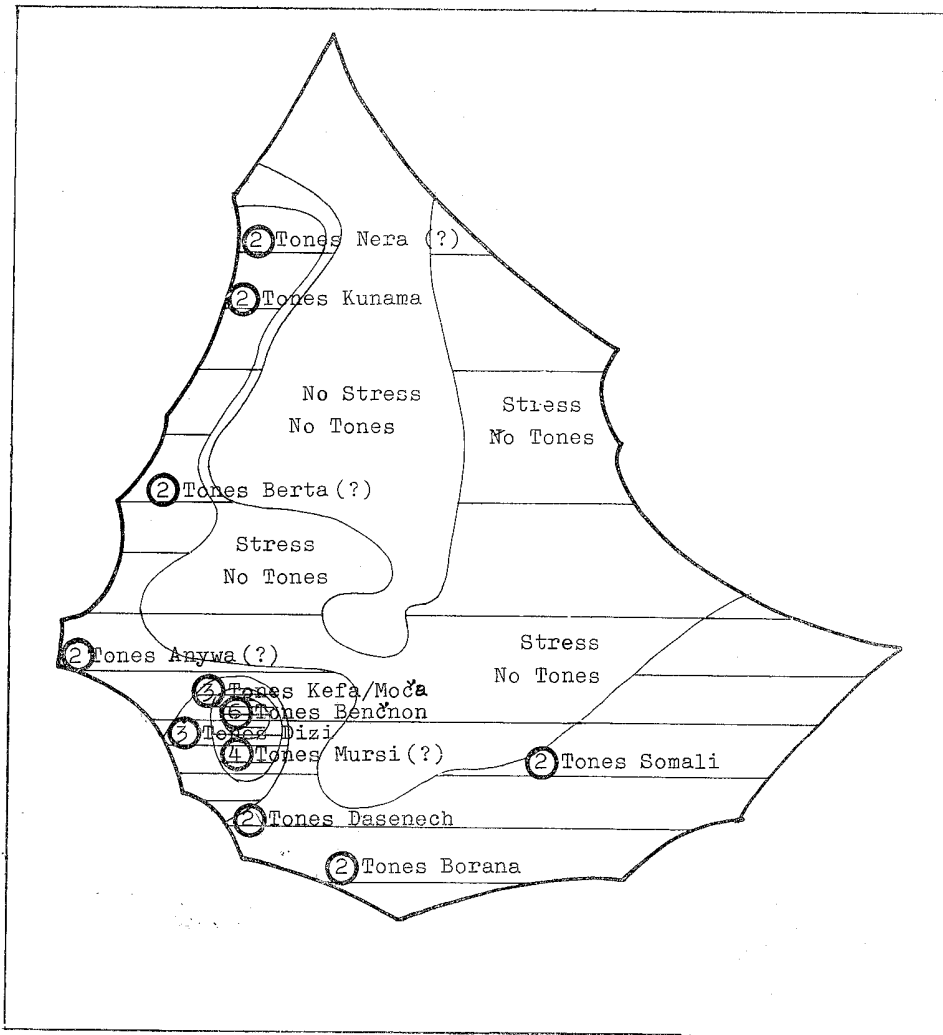 2 Tones Nera (?)
2 Tones Kunama
No Stress
No Tones
Stress
No Tones
2 Tones Berta (?)
Stress
No Tones
2 Tones Anywa (?)
Stress
No Tones
3 Tones Kefa/Moča
6 Tones Benčnon
3 Tones Dizi
4 Tones Mursi (?)
2 Tones Somali
2 Tones Dasenech
2 Tones Borana